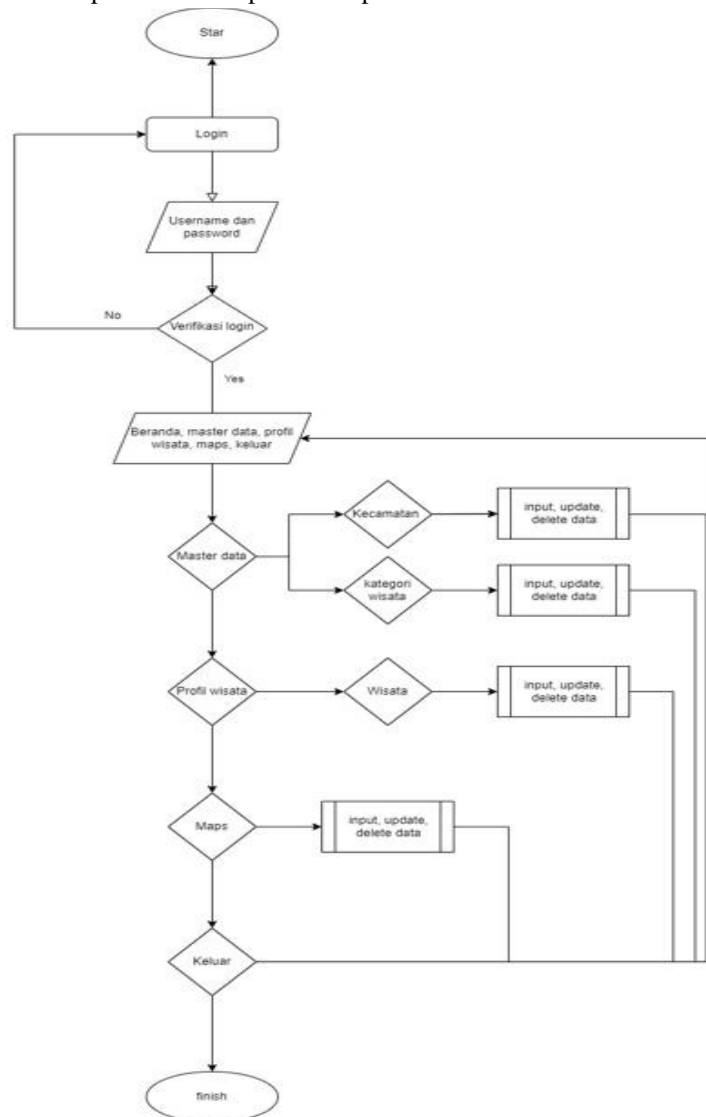 Star
Login
Username dan
password
No
Verifikasi login
Yes
Beranda, master data, profil
wisata, maps, keluar
Kecamatan
input, update,
delete data
Master data
kategori
wisata
input, update,
delete data
Profil wisata
Wisata
input, update,
delete data
Maps
input, update,
delete data
Keluar
finish